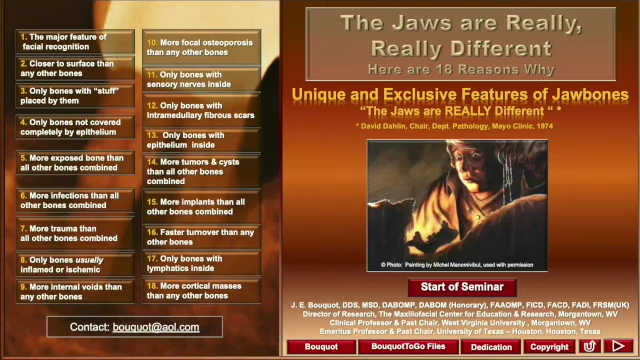 1. The major feature of
facial recognition
2. Closer to surface than
any other bones
3. Only bones with “stuff”
placed by them
4. Only bones not covered
completely by epithelium
5. More exposed bone than
all other bones combined
6. More infections than all
other bones combined
7. More trauma than
all other bones combined
8. Only bones usually
inflamed or ischemic
9. More internal voids than
any other bones
10. More focal osteoporosis
than any other bones
11. Only bones with
sensory nerves inside
12. Only bones with
Intramedullary fibrous scars
13. Only bones with
epithelium inside
14. More tumors & cysts
than all other bones
combined
15. More implants than all
other bones combined
16. Faster turnover than any
other bones
17. Only bones with
lymphatics inside
18. More cortical masses
than any other bones
Contact: bouquot@aol.com
The Jaws are Really,
Really Different
Here are 18 Reasons Why
Unique and Exclusive Features of Jawbones
“The Jaws are REALLY Different “ *
* David Dahlin, Chair, Dept. Pathology, Mayo Clinic, 1974
© Photo: Painting by Michel Manomivibul, used with permission
Start of Seminar
J. E. Bouquot, DDS, MSD, DABOMP, DABOM (Honorary), FAAOMP, FICD, FACD, FADI, FRSM(UK)
Director of Research, The Maxillofacial Center for Education & Research, Morgantown, WV
Clinical Professor & Past Chair, West Virginia University , Morgantown, WV
Emeritus Professor & Past Chair, University of Texas – Houston, Houston, Texas
Bouquot
BouquotToGo Files
Dedication
Copyright